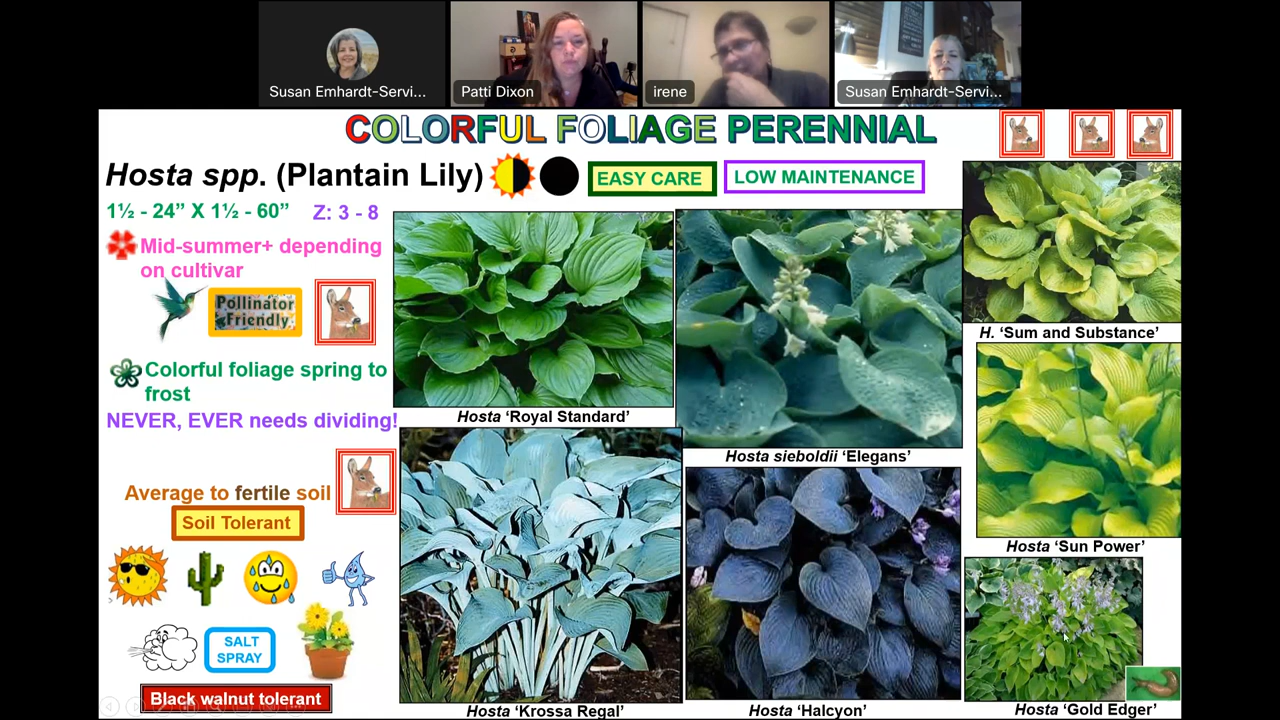 Susan Emhardt-Servi...
Patti Dixon
irene
Susan Emhardt-Servi...
COLORFUL FOLIAGE PERENNIAL
Hosta spp. (Plantain Lily)
EASY CARE
LOW MAINTENANCE
1½ - 24” X 1½ - 60”
Z: 3 - 8
Mid-summer+ depending
on cultivar
Pollinator
Friendly
Colorful foliage spring to
frost
NEVER, EVER needs dividing!
Average to fertile soil
Soil Tolerant
SALT
SPRAY
Black walnut tolerant
Hosta ‘Royal Standard’
Hosta sieboldii ‘Elegans’
H. ‘Sum and Substance’
Hosta ‘Sun Power’
Hosta ‘Krossa Regal’
Hosta ‘Halcyon’
Hosta ‘Gold Edger’